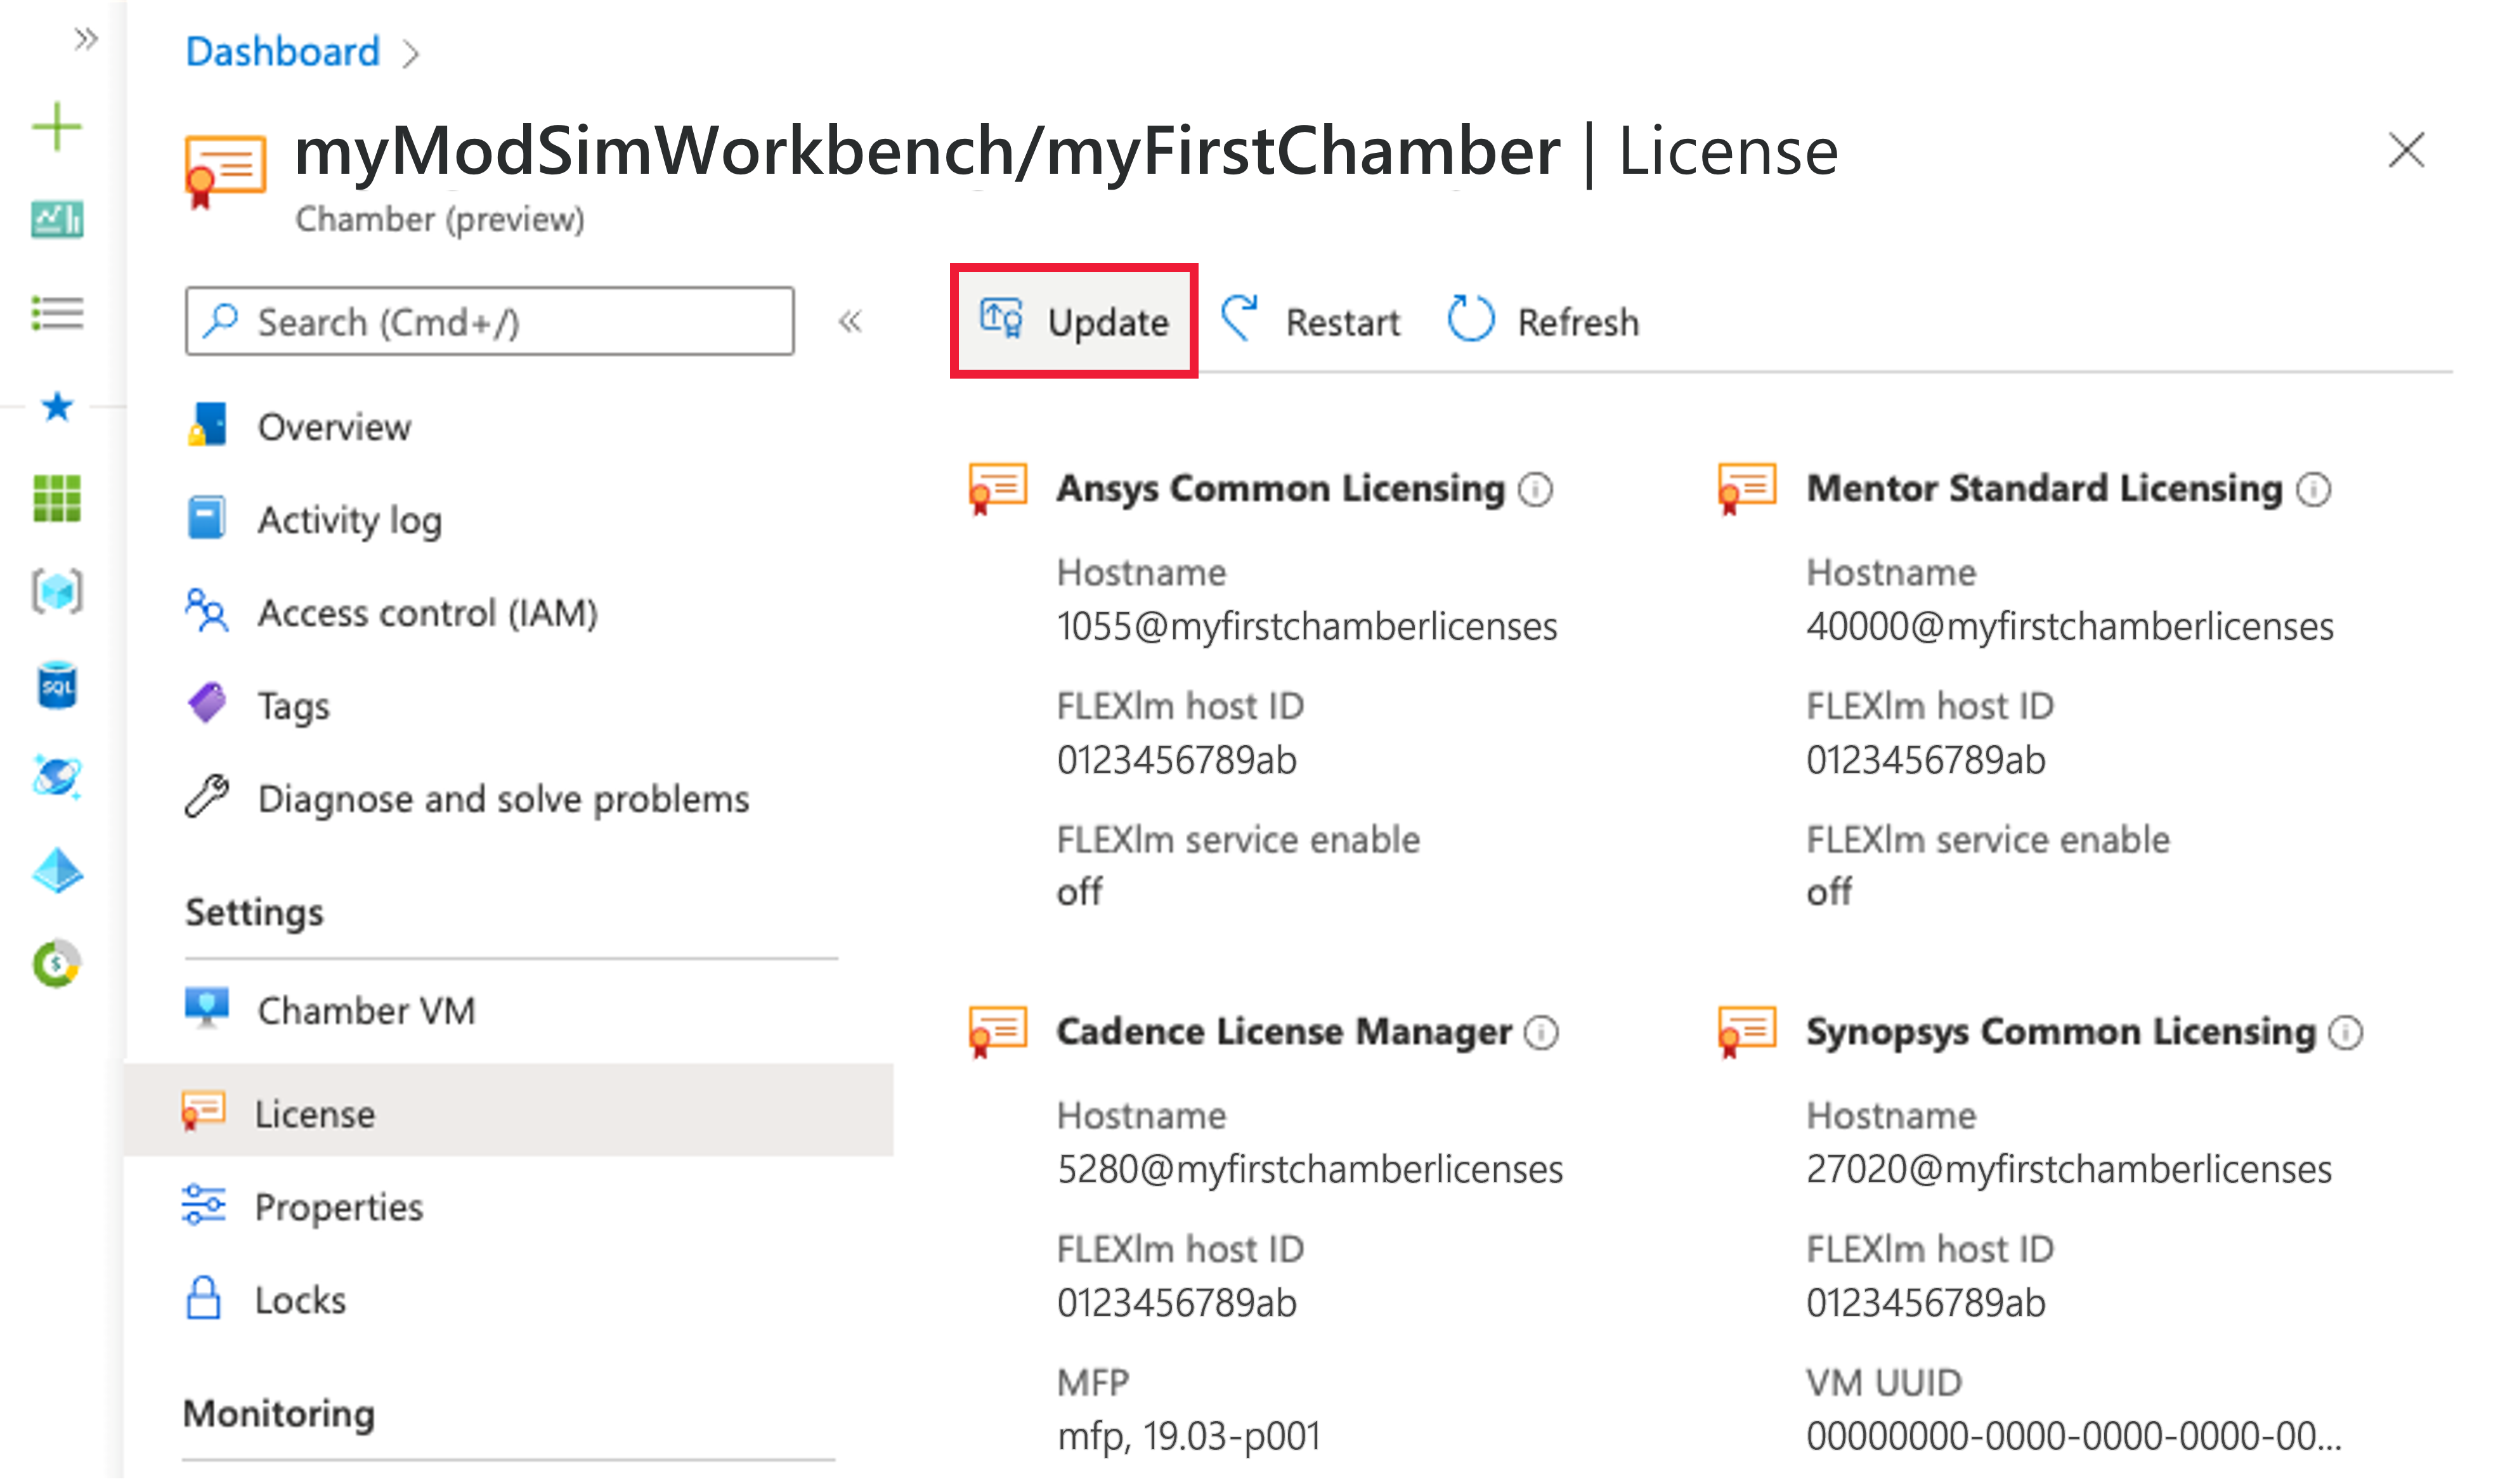 Dashboard
myModSimWorkbench/myFirstChamber | License
Chamber (preview)
Search (Cmd+/)
Update
Restart
Refresh
Overview
Activity log
Access control (IAM)
SQL
Tags
Diagnose and solve problems
Settings
$
Chamber VM
License
Properties
Locks
Monitoring
Ansys Common Licensing
Hostname
1055@myfirstchamberlicenses
FLEXlm host ID
0123456789ab
FLEXlm service enable
off
Mentor Standard Licensing
Hostname
40000@myfirstchamberlicenses
FLEXlm host ID
0123456789ab
FLEXlm service enable
off
Cadence License Manager
Hostname
5280@myfirstchamberlicenses
FLEXlm host ID
0123456789ab
MFP
mfp, 19.03-p001
Synopsys Common Licensing
Hostname
27020@myfirstchamberlicenses
FLEXlm host ID
0123456789ab
VM UUID
00000000-0000-0000-0000-00...